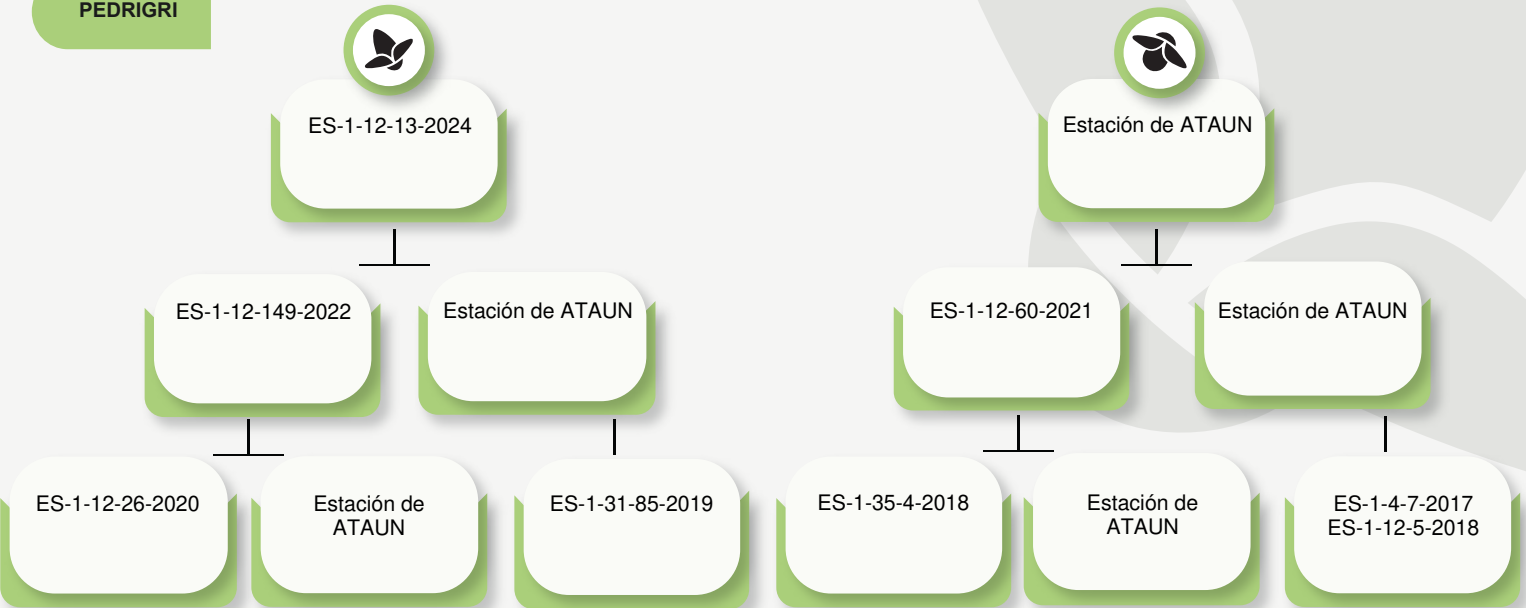 PEDRIGRI
ES-1-12-13-2024
Estación de ATAUN
ES-1-12-149-2022
Estación de ATAUN
ES-1-12-60-2021
Estación de ATAUN
ES-1-12-26-2020
Estación de
ATAUN
ES-1-31-85-2019
ES-1-35-4-2018
Estación de
ATAUN
ES-1-4-7-2017
ES-1-12-5-2018